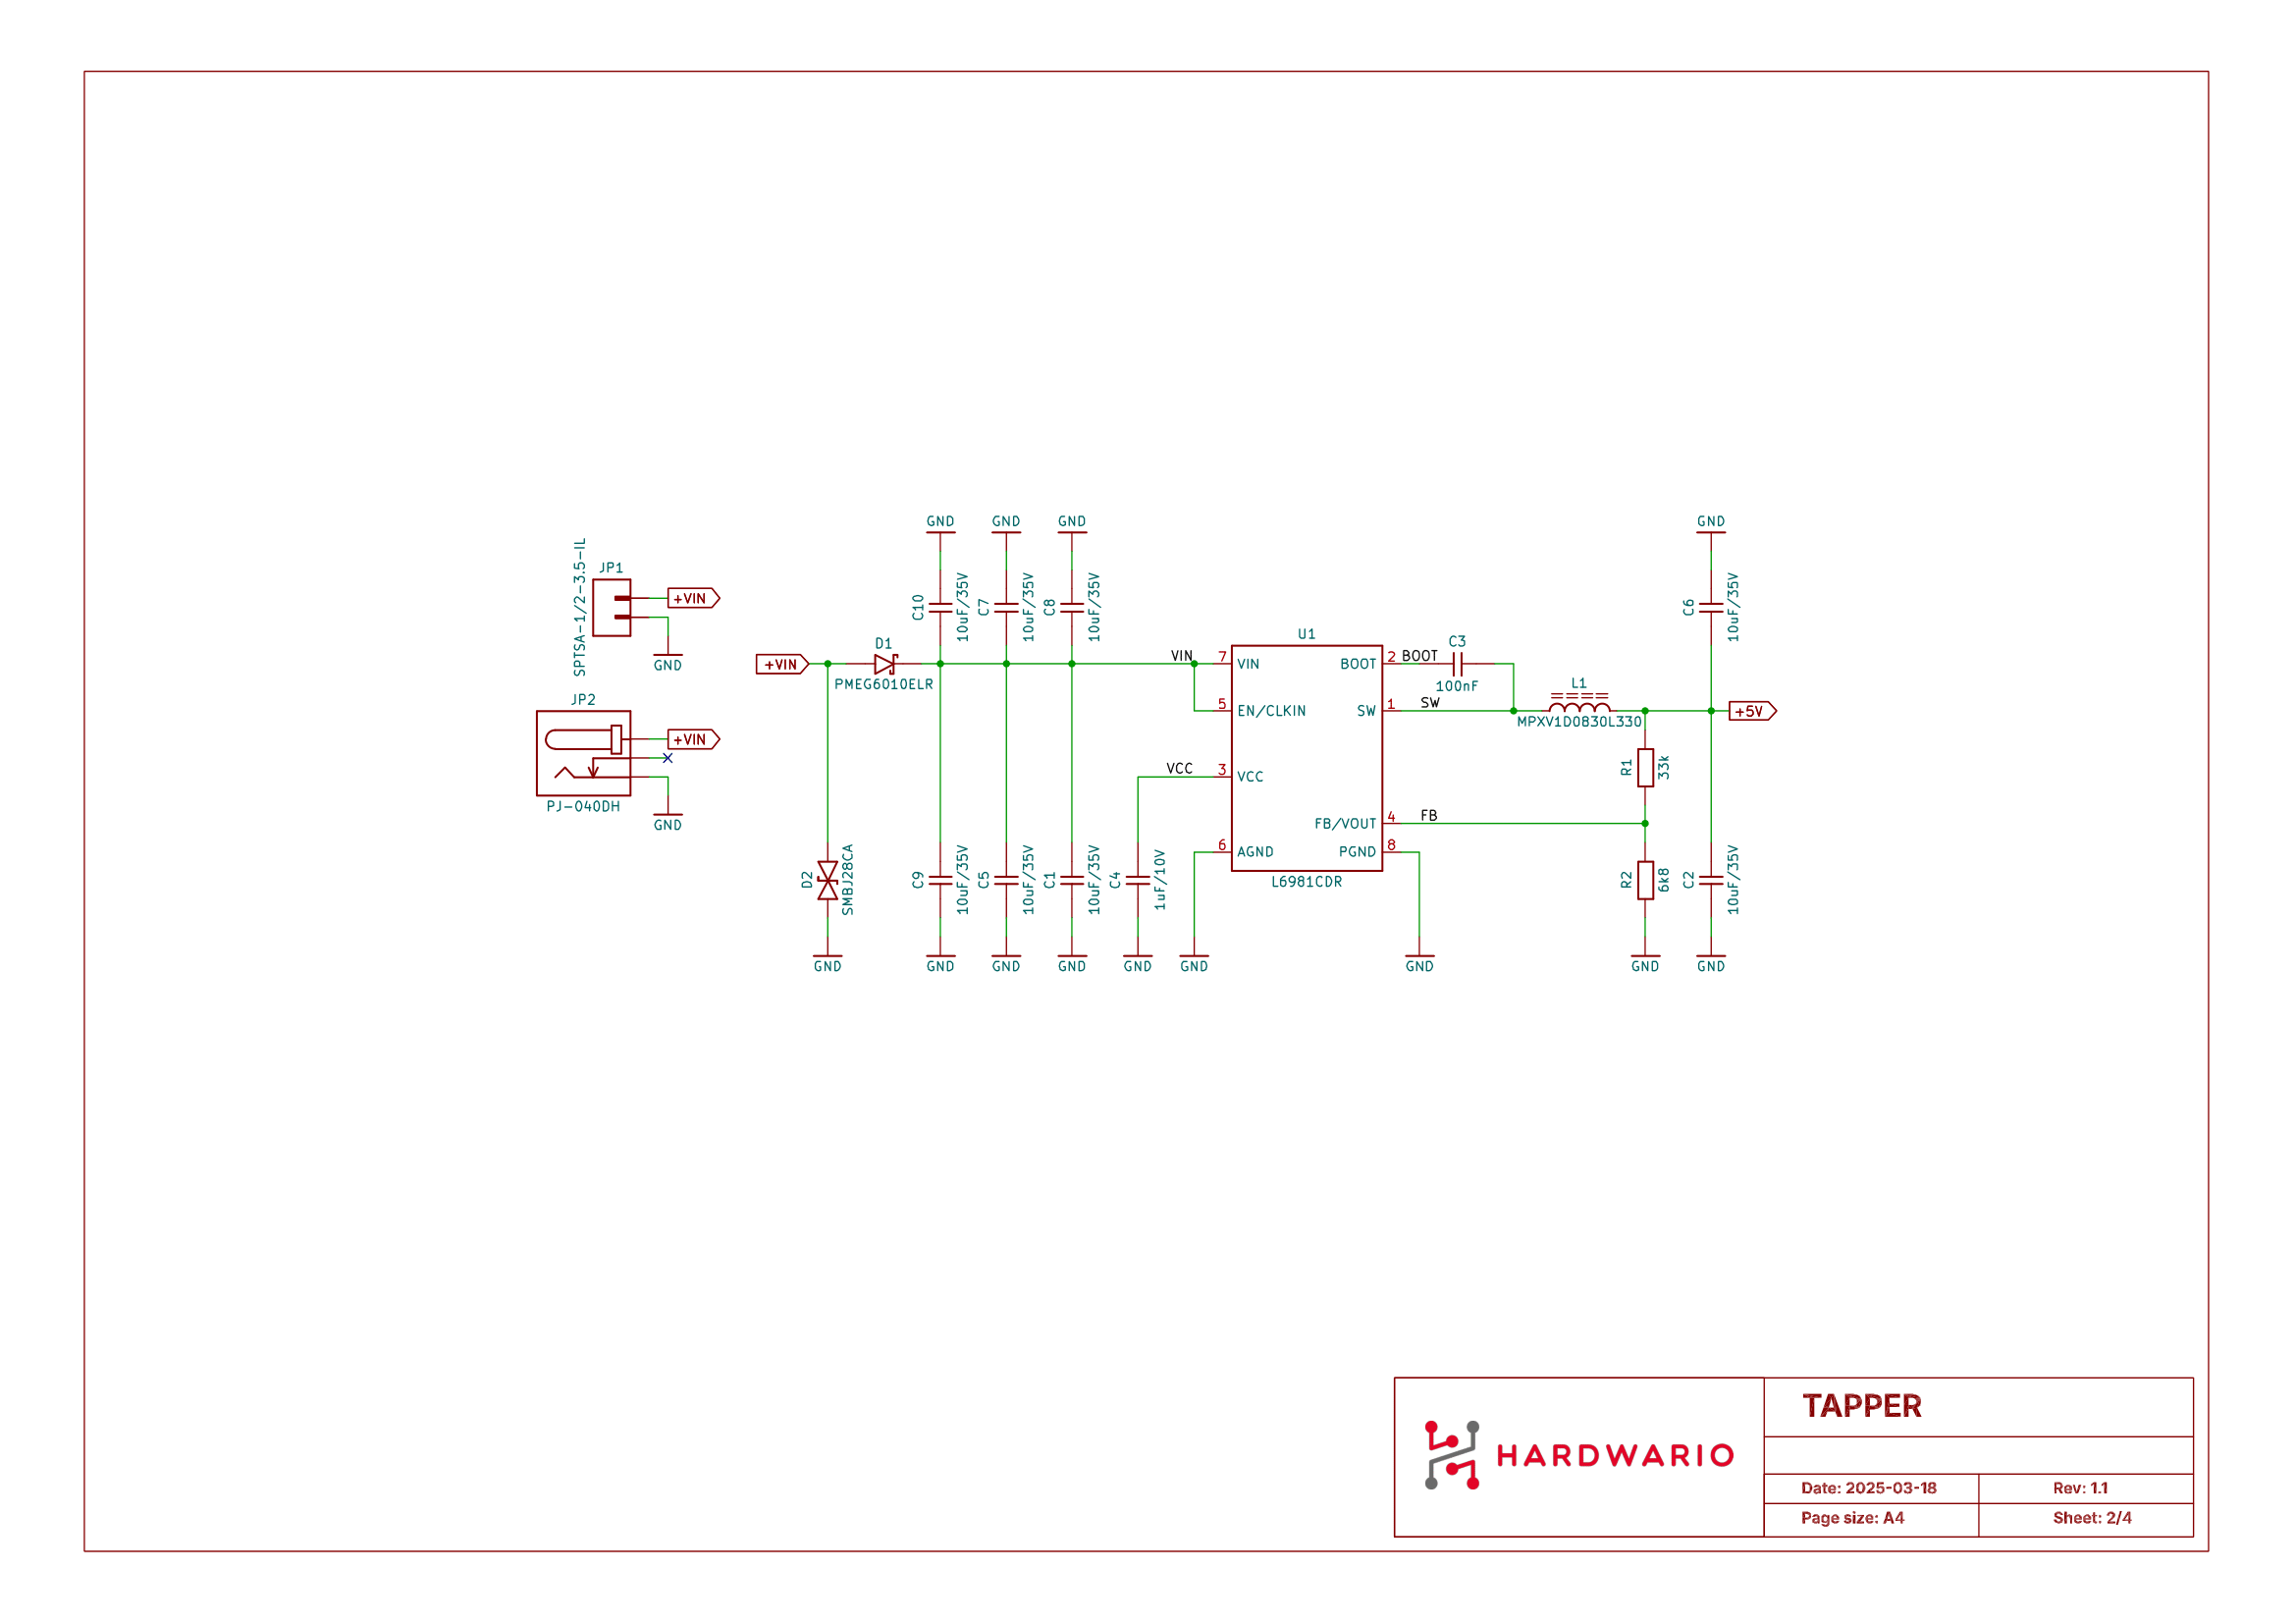 GND
GND
GND
GND
SPTSA-1/2-3.5-IL
JP1
+VIN
GND
C10
10uF/35V
C7
10uF/35V
C8
10uF/35V
C6
10uF/35V
+VIN
D1
PMEG6010ELR
VIN
U1
7
VIN
5
EN/CLKIN
VCC
3
VCC
6
AGND
BOOT
2
BOOT
SW
1
SW
FB/VOUT
4
FB
PGND
8
L6981CDR
C3
100nF
L1
MPXV1D0830L330
+5V
JP2
+VIN
PJ-040DH
GND
R1
33k
D2
SMBJ28CA
C9
10uF/35V
C5
10uF/35V
C1
10uF/35V
C4
1uF/10V
R2
6k8
C2
10uF/35V
GND
GND
GND
GND
GND
GND
GND
GND
GND
TAPPER
HARDWARIO
Date: 2025-03-18
Rev: 1.1
Page size: A4
Sheet: 2/4